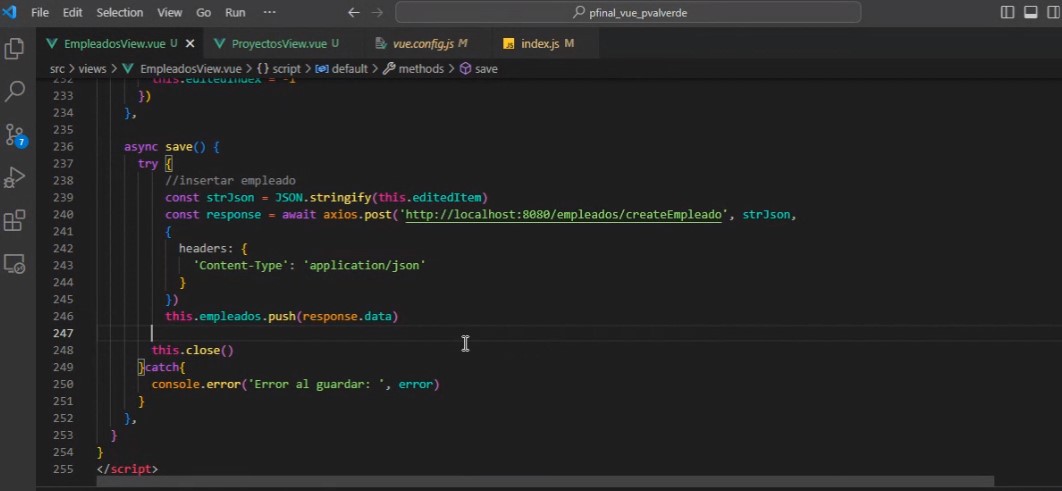 File Edit Selection View Go Run ··· pfinal_vue_pvalverde
EmpleadosView.vue U ProyectosView.vue U vue.config.js M JS index.js M
src > views > EmpleadosView.vue > {} script > default > methods > save
232 this.editedIndex = -1
233 })
234 },
235
236 async save() {
237 try {
238 //insertar empleado
239 const strJson = JSON.stringify(this.editedItem)
240 const response = await axios.post('http://localhost:8080/empleados/createEmpleado', strJson,
241 {
242 headers: {
243 'Content-Type': 'application/json'
244 }
245 })
246 this.empleados.push(response.data)
247
248 this.close()
249 }catch{
250 console.error('Error al guardar: ', error)
251 }
252 },
253 }
254 }
255 </script>
7